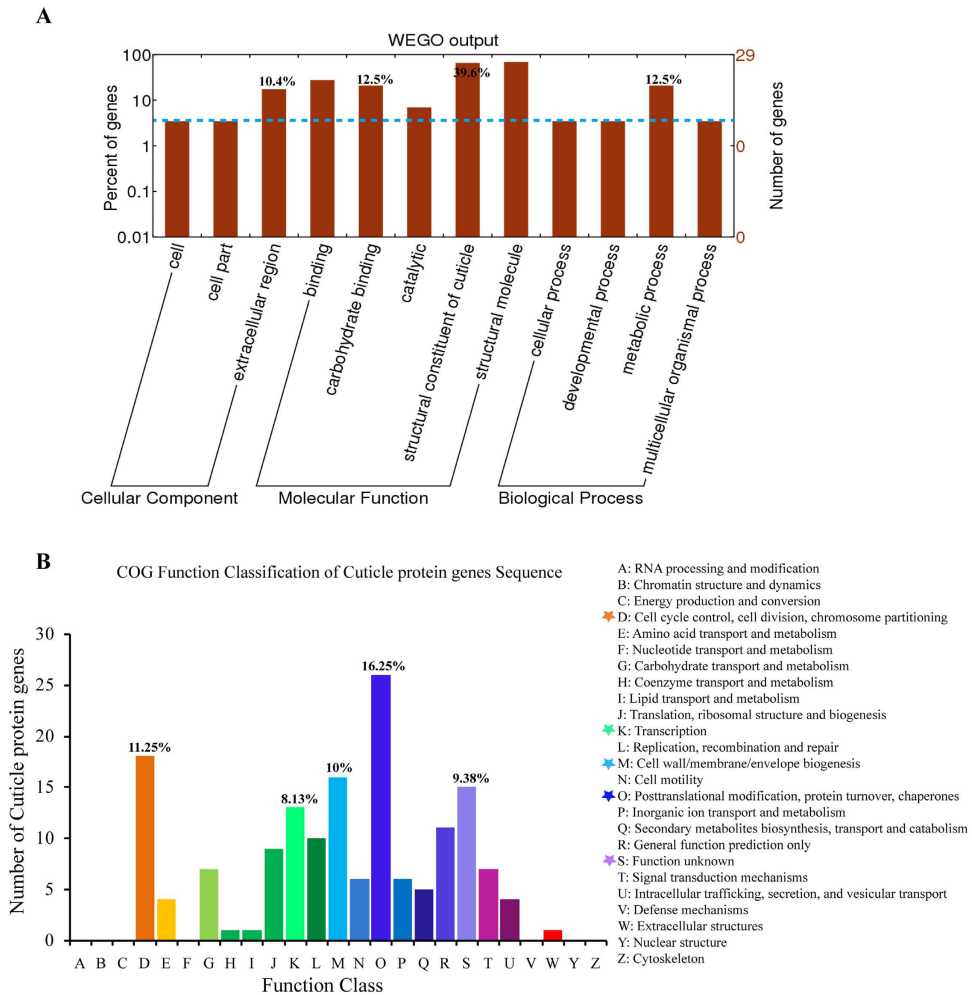 A
WEGO output
Percent of genes
100
10
1
0.1
0.01
10.4%
12.5%
39.6%
12.5%
29
0
0
Number of genes
cell
cell part
extracellular region
binding
carbohydrate binding
catalytic
structural constituent of cuticle
structural molecule
cellular process
developmental process
metabolic process
multicellular organismal process
Cellular Component
Molecular Function
Biological Process
B
COG Function Classification of Cuticle protein genes Sequence
Number of Cuticle protein genes
30
25
20
15
10
5
0
11.25%
8.13%
10%
16.25%
9.38%
A B C D E F G H I J K L M N O P Q R S T U V W Y Z
Function Class
A: RNA processing and modification
B: Chromatin structure and dynamics
C: Energy production and conversion
D: Cell cycle control, cell division, chromosome partitioning
E: Amino acid transport and metabolism
F: Nucleotide transport and metabolism
G: Carbohydrate transport and metabolism
H: Coenzyme transport and metabolism
I: Lipid transport and metabolism
J: Translation, ribosomal structure and biogenesis
K: Transcription
L: Replication, recombination and repair
M: Cell wall/membrane/envelope biogenesis
N: Cell motility
O: Posttranslational modification, protein turnover, chaperones
P: Inorganic ion transport and metabolism
Q: Secondary metabolites biosynthesis, transport and catabolism
R: General function prediction only
S: Function unknown
T: Signal transduction mechanisms
U: Intracellular trafficking, secretion, and vesicular transport
V: Defense mechanisms
W: Extracellular structures
Y: Nuclear structure
Z: Cytoskeleton